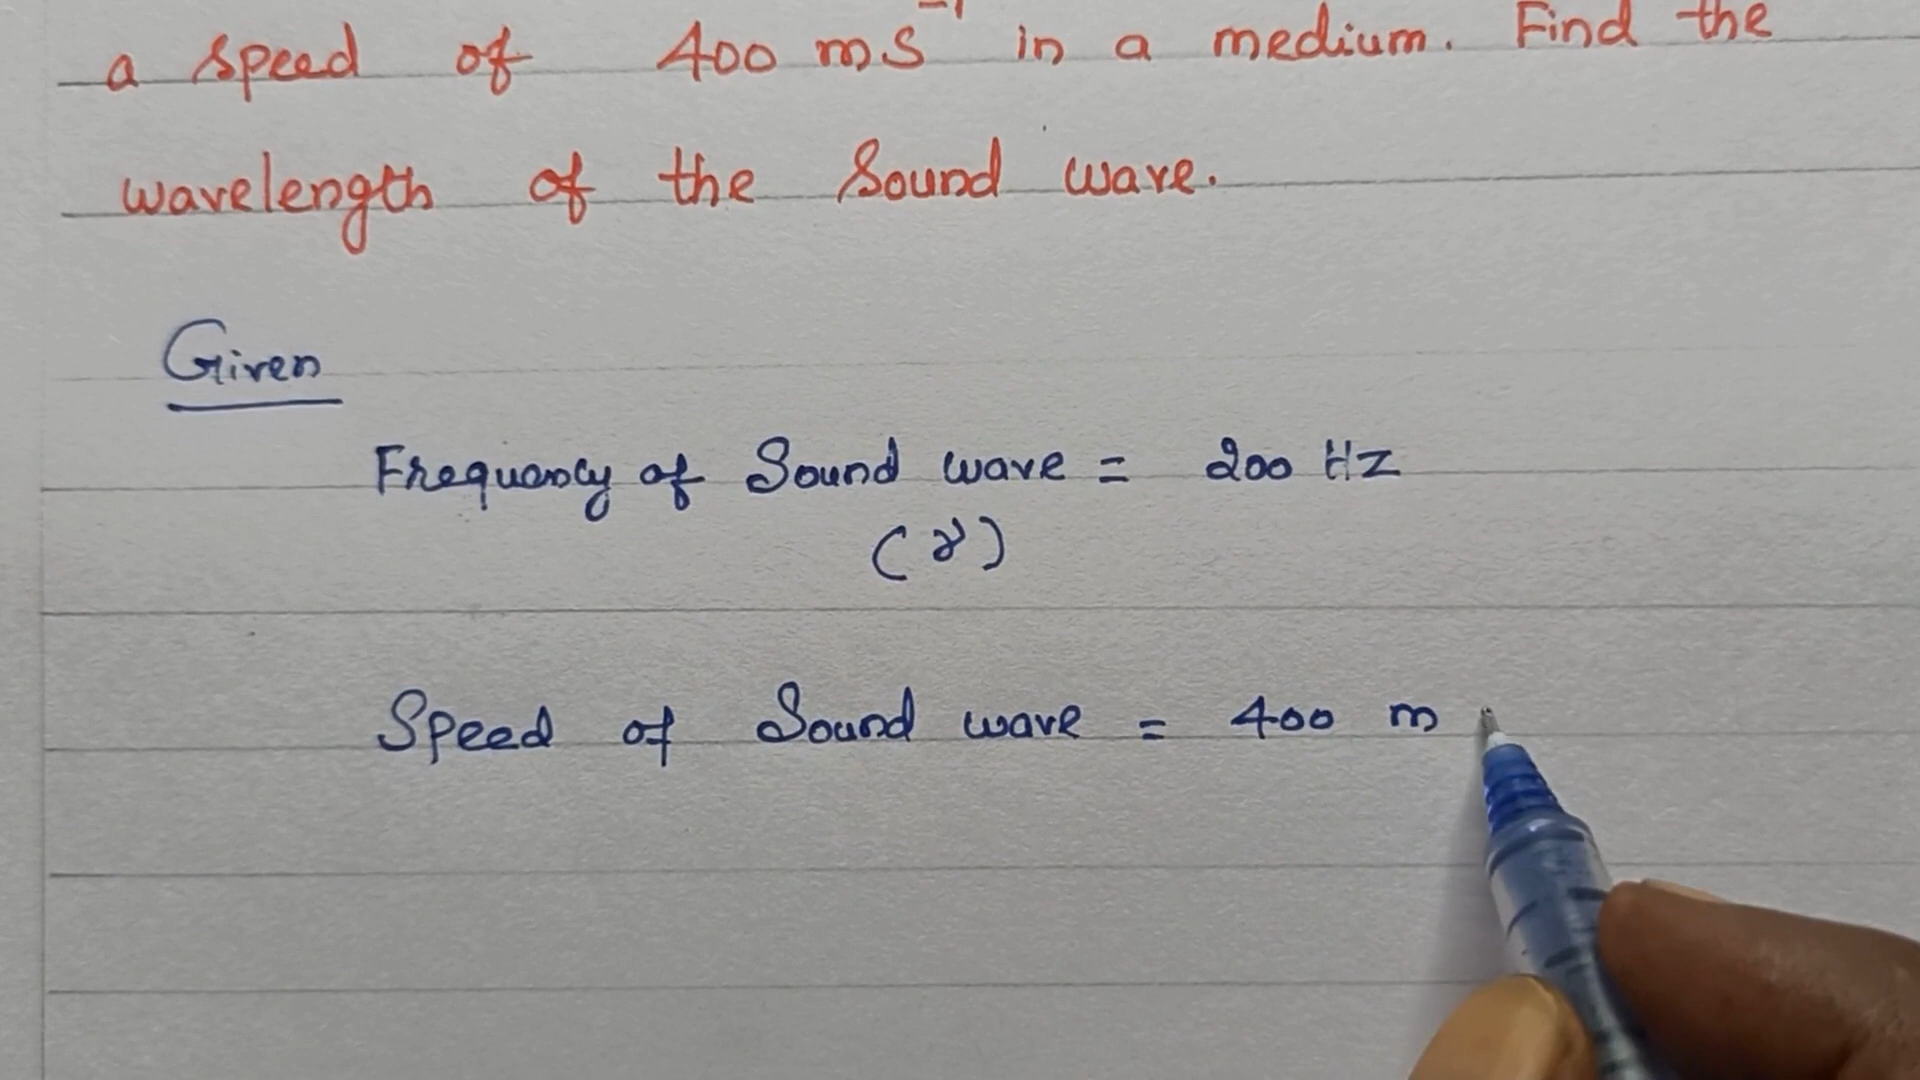 a speed of 400 ms⁻¹ in a medium. Find the
wavelength of the Sound wave.
Given
Frequency of Sound wave = 200 Hz
(ν)
Speed of Sound wave = 400 m